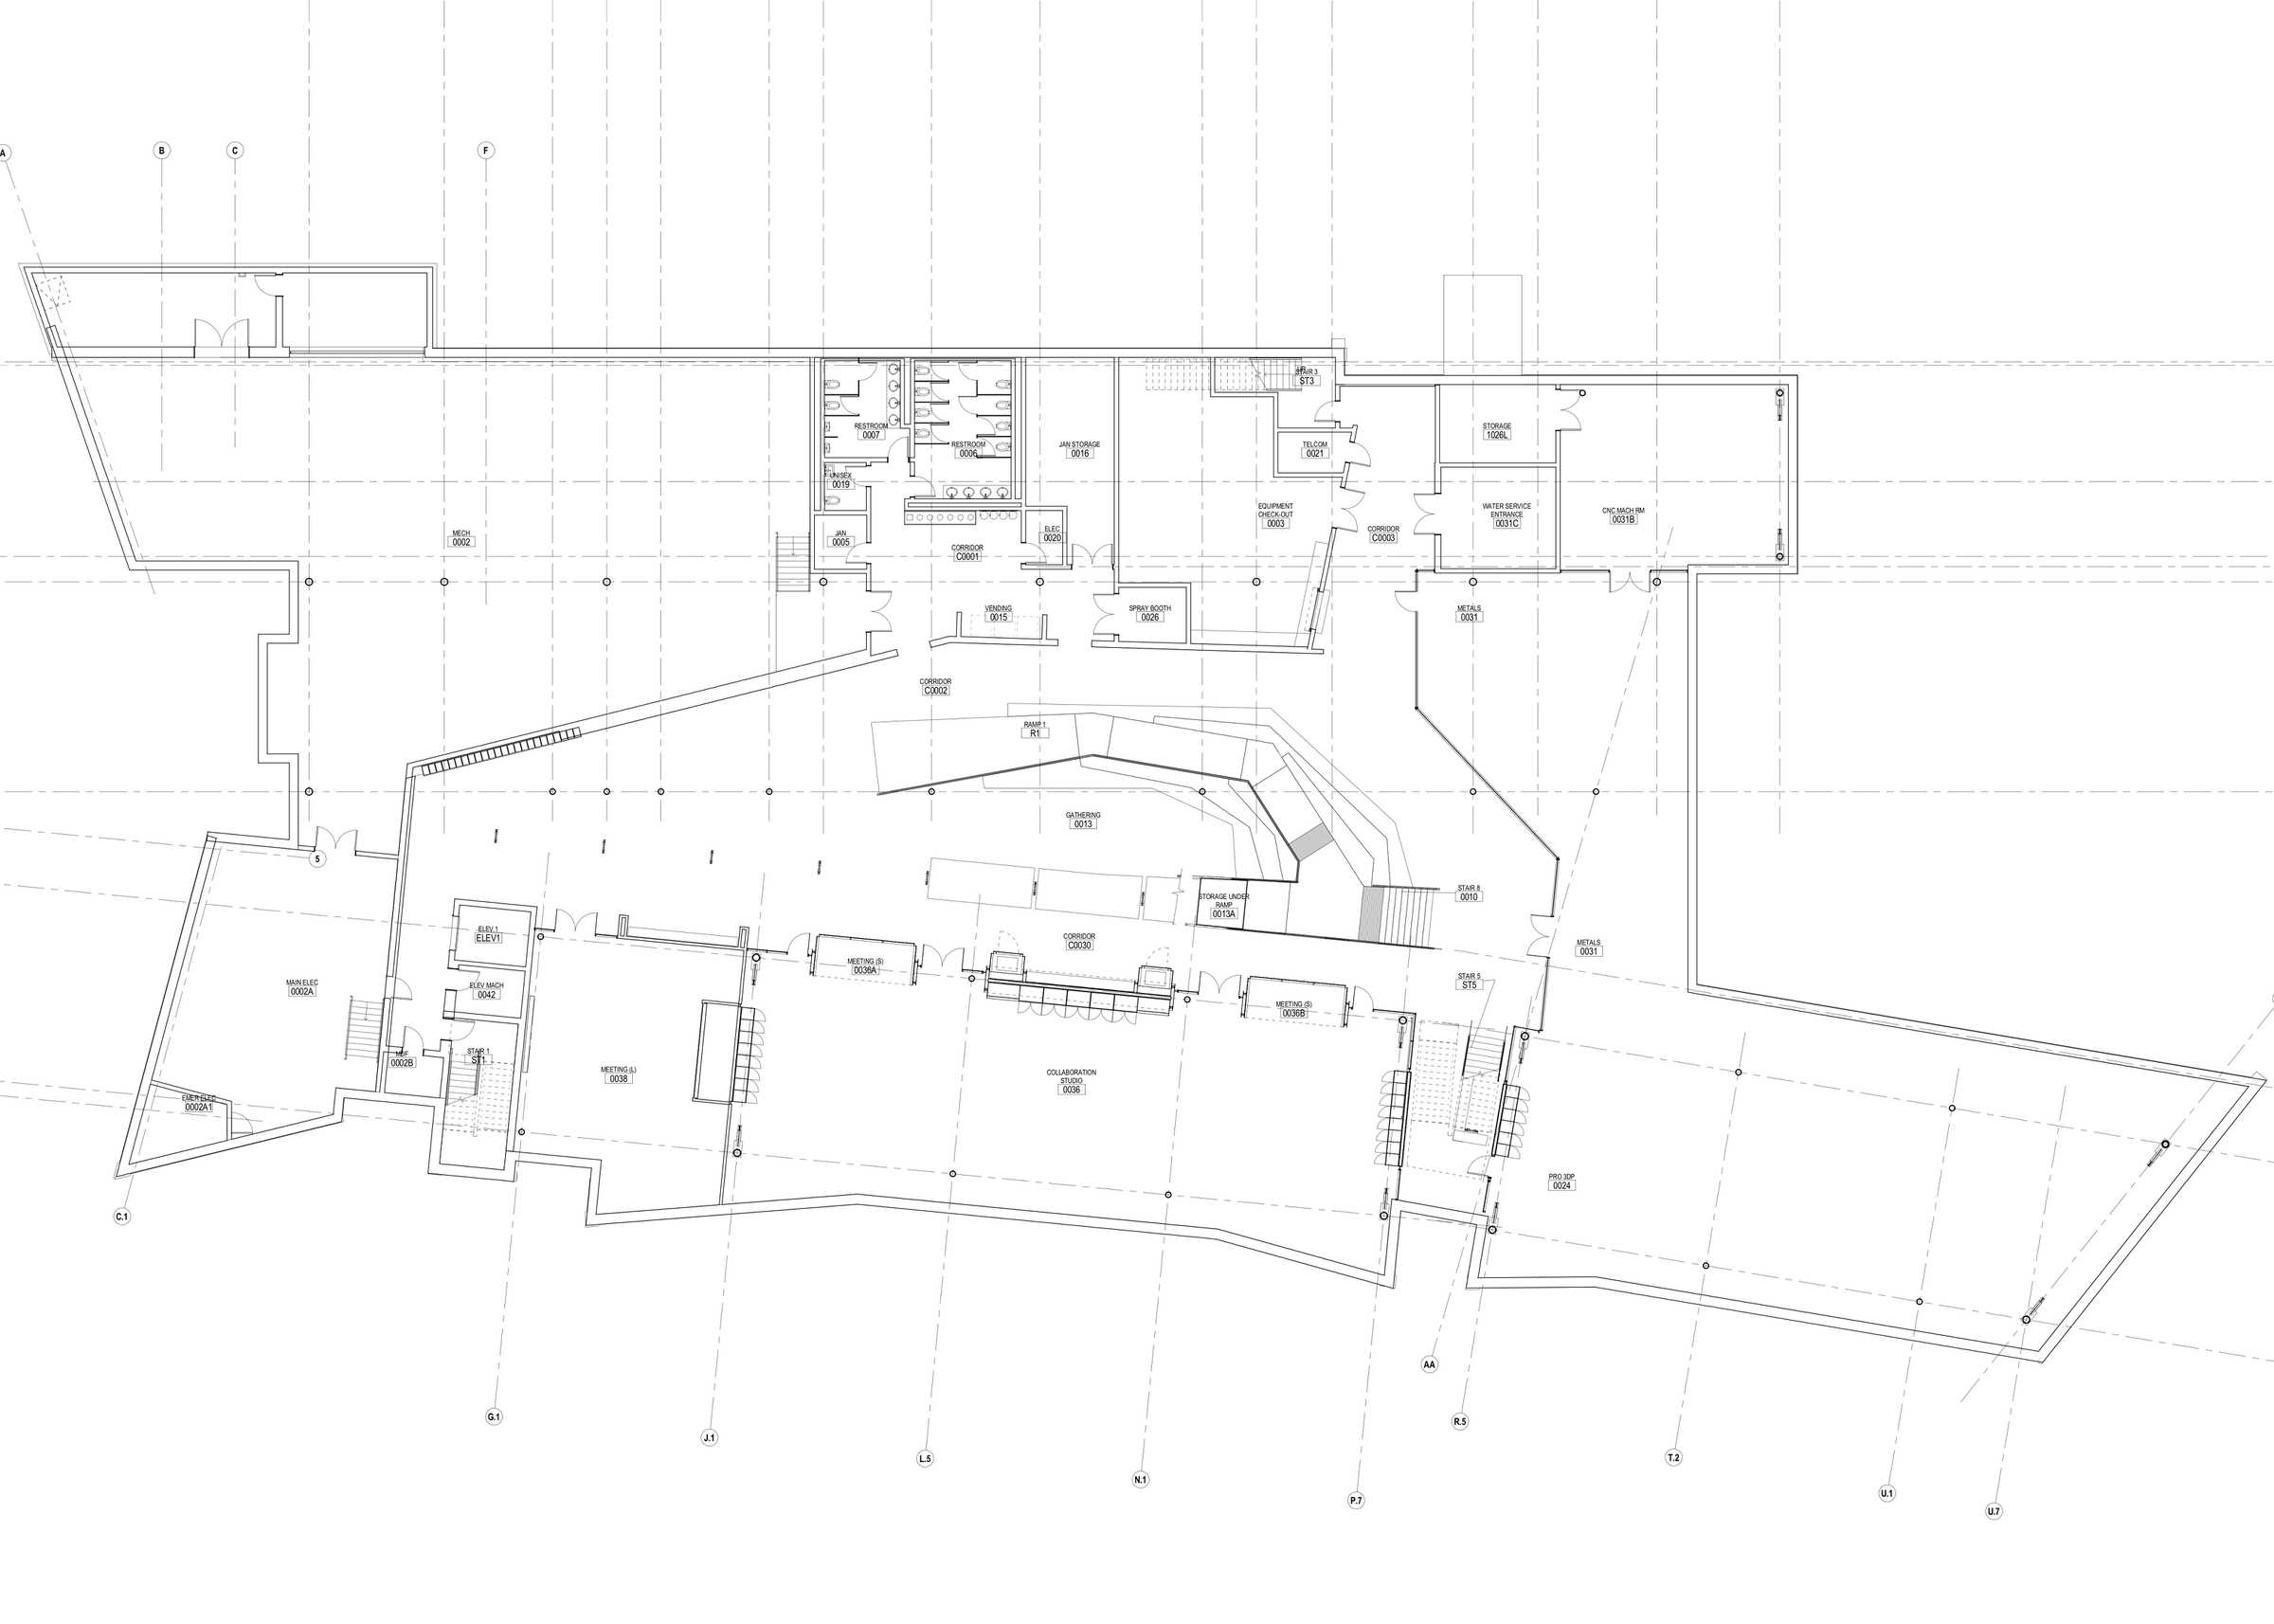 A
B
C
F
STAIR 3
ST3
UP
RESTROOM
0007
RESTROOM
0006
JAN STORAGE
0016
TELCOM
0021
STORAGE
1026L
UNISEX
0019
EQUIPMENT
CHECK-OUT
0003
WATER SERVICE
ENTRANCE
0031C
CNC MACH RM
0031B
MECH
0002
JAN
0005
CORRIDOR
C0001
ELEC
0020
CORRIDOR
C0003
VENDING
0015
SPRAY BOOTH
0026
METALS
0031
CORRIDOR
C0002
RAMP 1
R1
GATHERING
0013
5
STAIR 8
0010
STORAGE UNDER
RAMP
0013A
ELEV 1
ELEV1
CORRIDOR
C0030
METALS
0031
MEETING (S)
0036A
MAIN ELEC
0002A
ELEV MACH
0042
STAIR 5
ST5
MEETING (S)
0036B
MDF
0002B
STAIR 1
ST1
MEETING (L)
0038
COLLABORATION
STUDIO
0036
EMER ELEC
0002A1
PRO 3DP
0024
C.1
AA
G.1
R.5
J.1
L.5
T.2
N.1
U.1
P.7
U.7